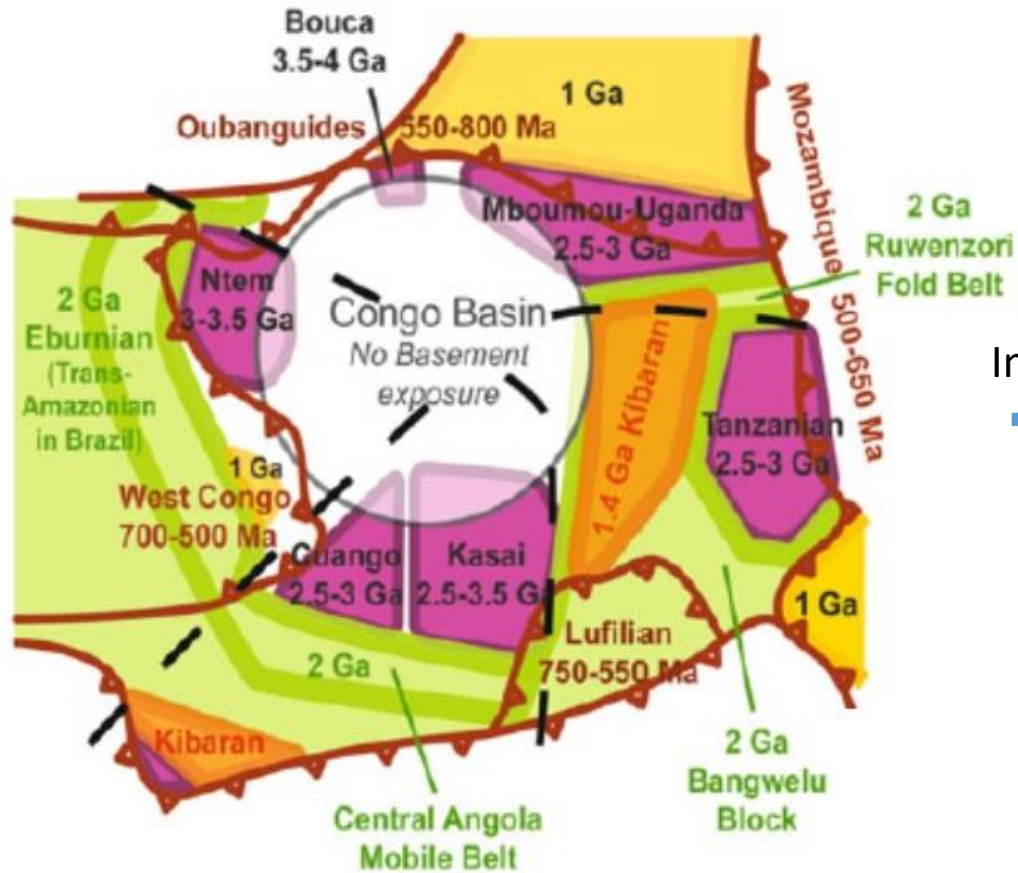 Bouca
3.5-4 Ga
1 Ga
Oubanguides 550-800 Ma
Mozambique 500-650 Ma
Mboumou-Uganda
2.5-3 Ga
2 Ga
Ruwenzori
Fold Belt
Ntem
3-3.5 Ga
2 Ga
Eburnian
(Trans-
Amazonian
in Brazil)
Congo Basin
No Basement
exposure
1.4 Ga Kibaran
Tanzanian
2.5-3 Ga
1 Ga
West Congo
700-500 Ma
Cuango
2.5-3 Ga
Kasai
2.5-3.5 Ga
1 Ga
Lufilian
750-550 Ma
2 Ga
Kibaran
2 Ga
Bangwelu
Block
Central Angola
Mobile Belt